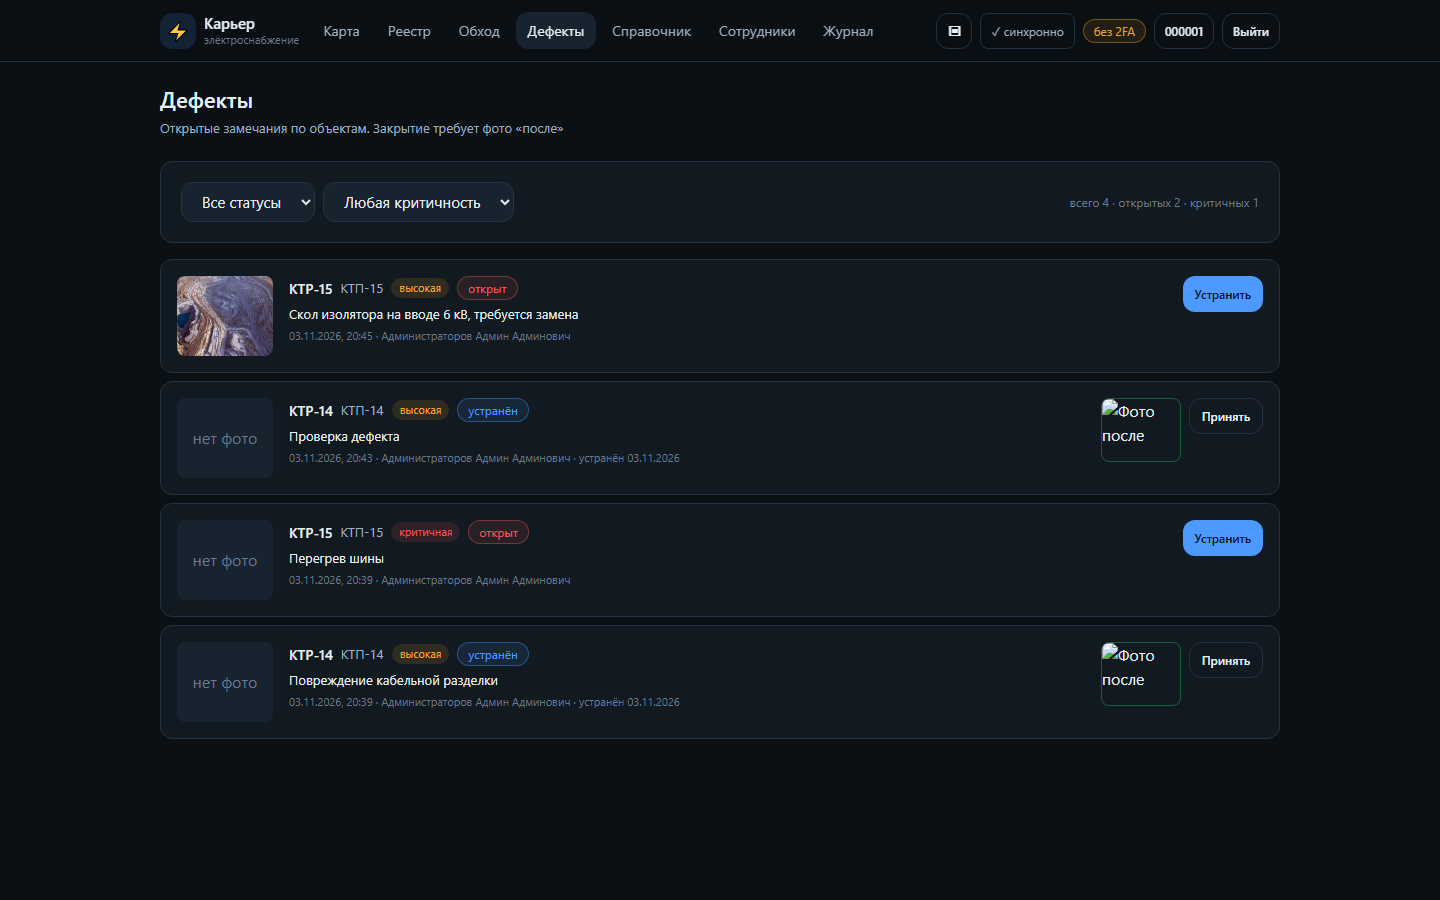 Карьер
электроснабжение
Карта
Реестр
Обход
Дефекты
Справочник
Сотрудники
Журнал
✓ синхронно
без 2FA
000001
Выйти
Дефекты
Открытые замечания по объектам. Закрытие требует фото «после»
Все статусы
Любая критичность
всего 4 · открытых 2 · критичных 1
КТР-15 КТП-15 высокая открыт
Скол изолятора на вводе 6 кВ, требуется замена
03.11.2026, 20:45 · Администраторов Админ Админович
Устранить
нет фото
КТР-14 КТП-14 высокая устранён
Проверка дефекта
03.11.2026, 20:43 · Администраторов Админ Админович · устранён 03.11.2026
Фото
после
Принять
нет фото
КТР-15 КТП-15 критичная открыт
Перегрев шины
03.11.2026, 20:39 · Администраторов Админ Админович
Устранить
нет фото
КТР-14 КТП-14 высокая устранён
Повреждение кабельной разделки
03.11.2026, 20:39 · Администраторов Админ Админович · устранён 03.11.2026
Фото
после
Принять